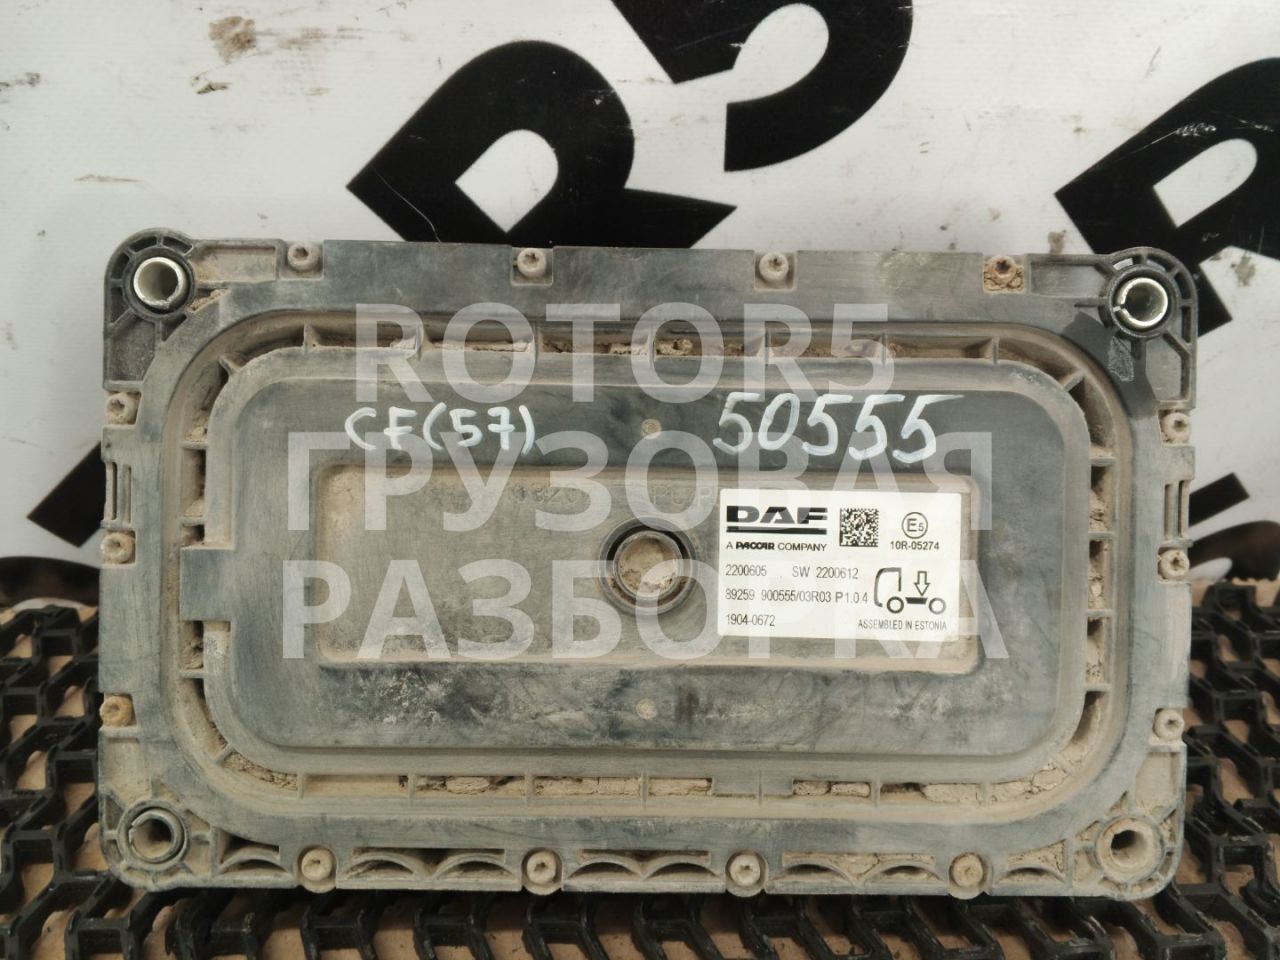 R5
R
ROTOR5
ГРУЗОВАЯ
РАЗБОРКА
CF(57) 50555
DAF
A PACCAR COMPANY
E5
10R-05274
2200605 SW 2200612
89259 900555/03R03 P1.0.4
1904-0672 ASSEMBLED IN ESTONIA